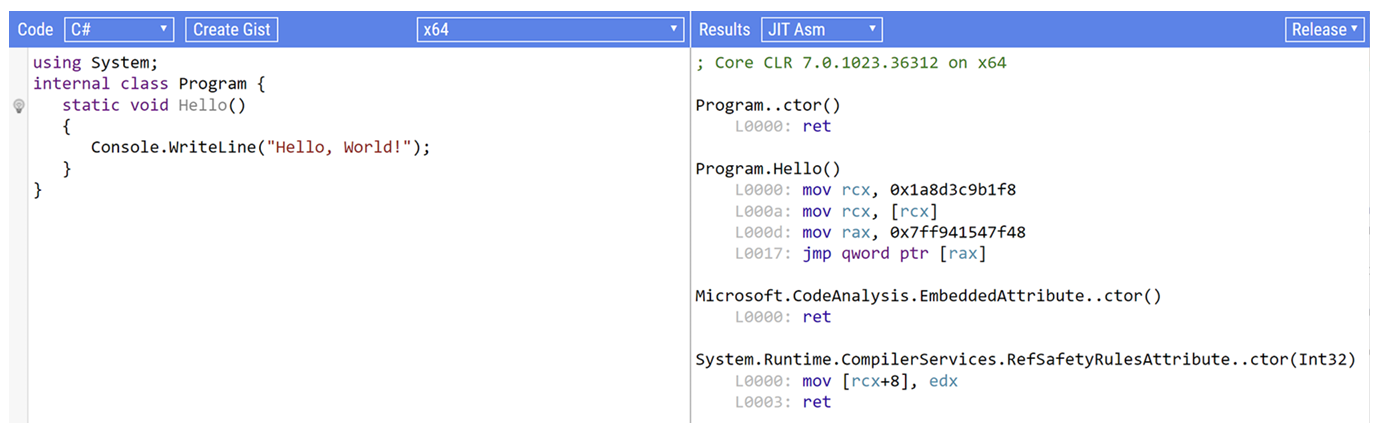 Code C# Create Gist x64 Results JIT Asm Release
using System;
internal class Program {
static void Hello()
{
Console.WriteLine("Hello, World!");
}
}
; Core CLR 7.0.1023.36312 on x64
Program..ctor()
L0000: ret
Program.Hello()
L0000: mov rcx, 0x1a8d3c9b1f8
L000a: mov rcx, [rcx]
L000d: mov rax, 0x7ff941547f48
L0017: jmp qword ptr [rax]
Microsoft.CodeAnalysis.EmbeddedAttribute..ctor()
L0000: ret
System.Runtime.CompilerServices.RefSafetyRulesAttribute..ctor(Int32)
L0000: mov [rcx+8], edx
L0003: ret